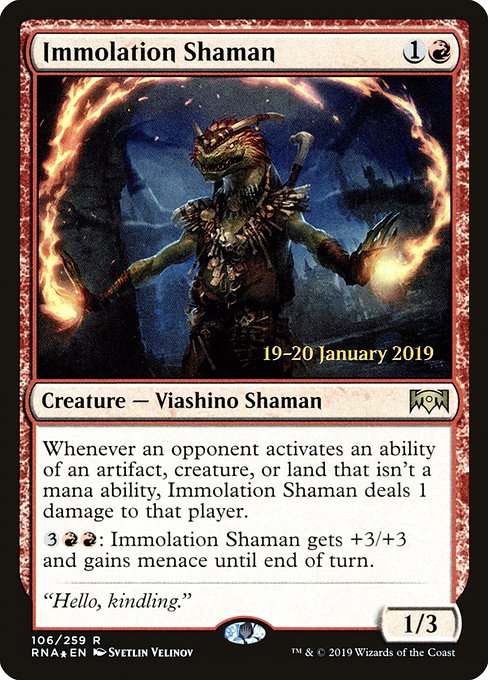 Immolation Shaman 1
19–20 January 2019
Creature — Viashino Shaman
Whenever an opponent activates an ability
of an artifact, creature, or land that isn't a
mana ability, Immolation Shaman deals 1
damage to that player.
3: Immolation Shaman gets +3/+3
and gains menace until end of turn.
“Hello, kindling.”
1/3
106/259 R
RNA★EN Svetlin Velinov
™ & © 2019 Wizards of the Coast